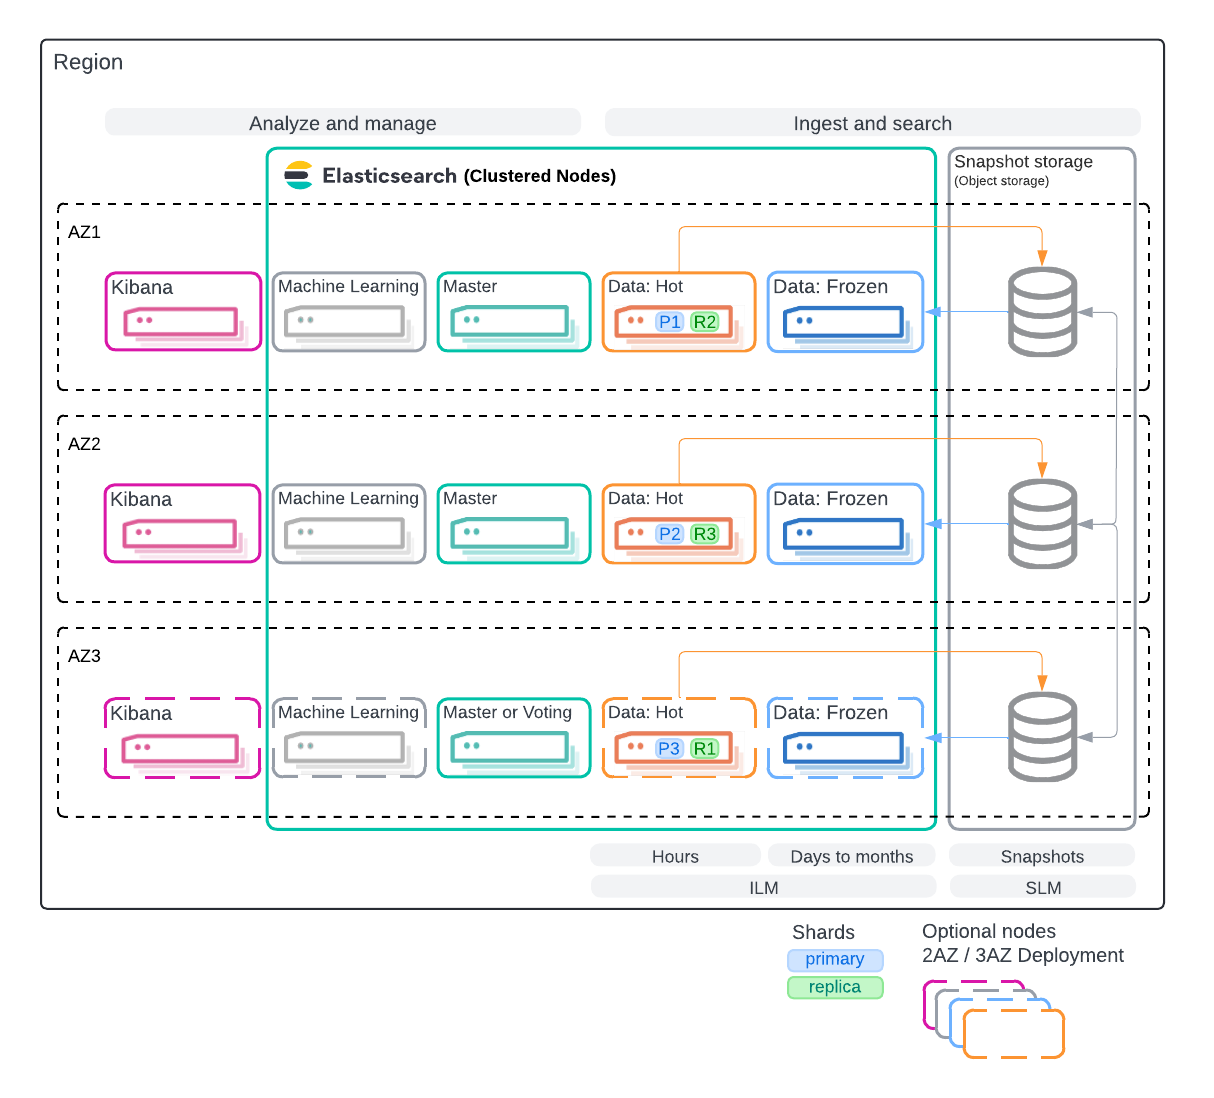 Region
Analyze and manage
Ingest and search
Elasticsearch (Clustered Nodes)
Snapshot storage
(Object storage)
AZ1
Kibana
Machine Learning
Master
Data: Hot
P1
R2
Data: Frozen
AZ2
Kibana
Machine Learning
Master
Data: Hot
P2
R3
Data: Frozen
AZ3
Kibana
Machine Learning
Master or Voting
Data: Hot
P3
R1
Data: Frozen
Hours
Days to months
Snapshots
ILM
SLM
Shards
primary
replica
Optional nodes
2AZ / 3AZ Deployment